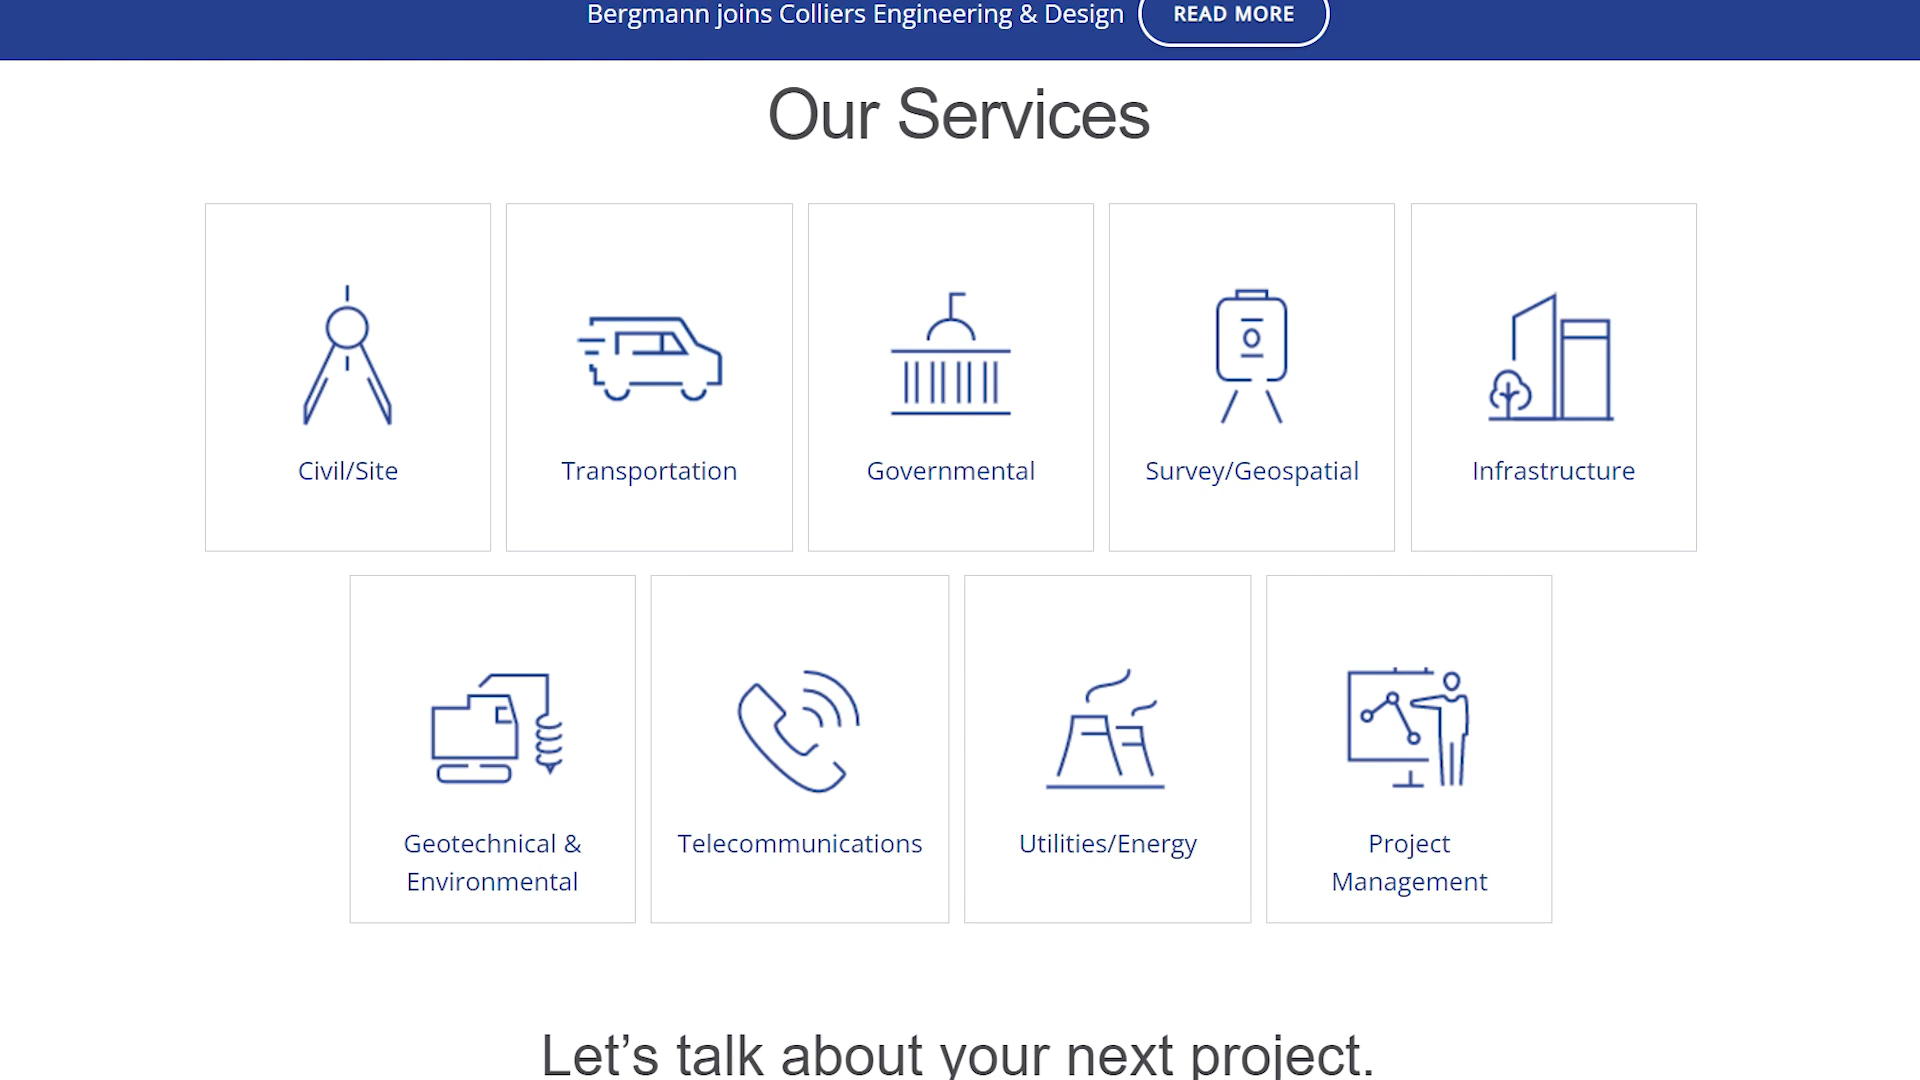 Bergmann joins Colliers Engineering & Design READ MORE
Our Services
Civil/Site
Transportation
Governmental
Survey/Geospatial
Infrastructure
Geotechnical &
Environmental
Telecommunications
Utilities/Energy
Project
Management
Let’s talk about your next project.